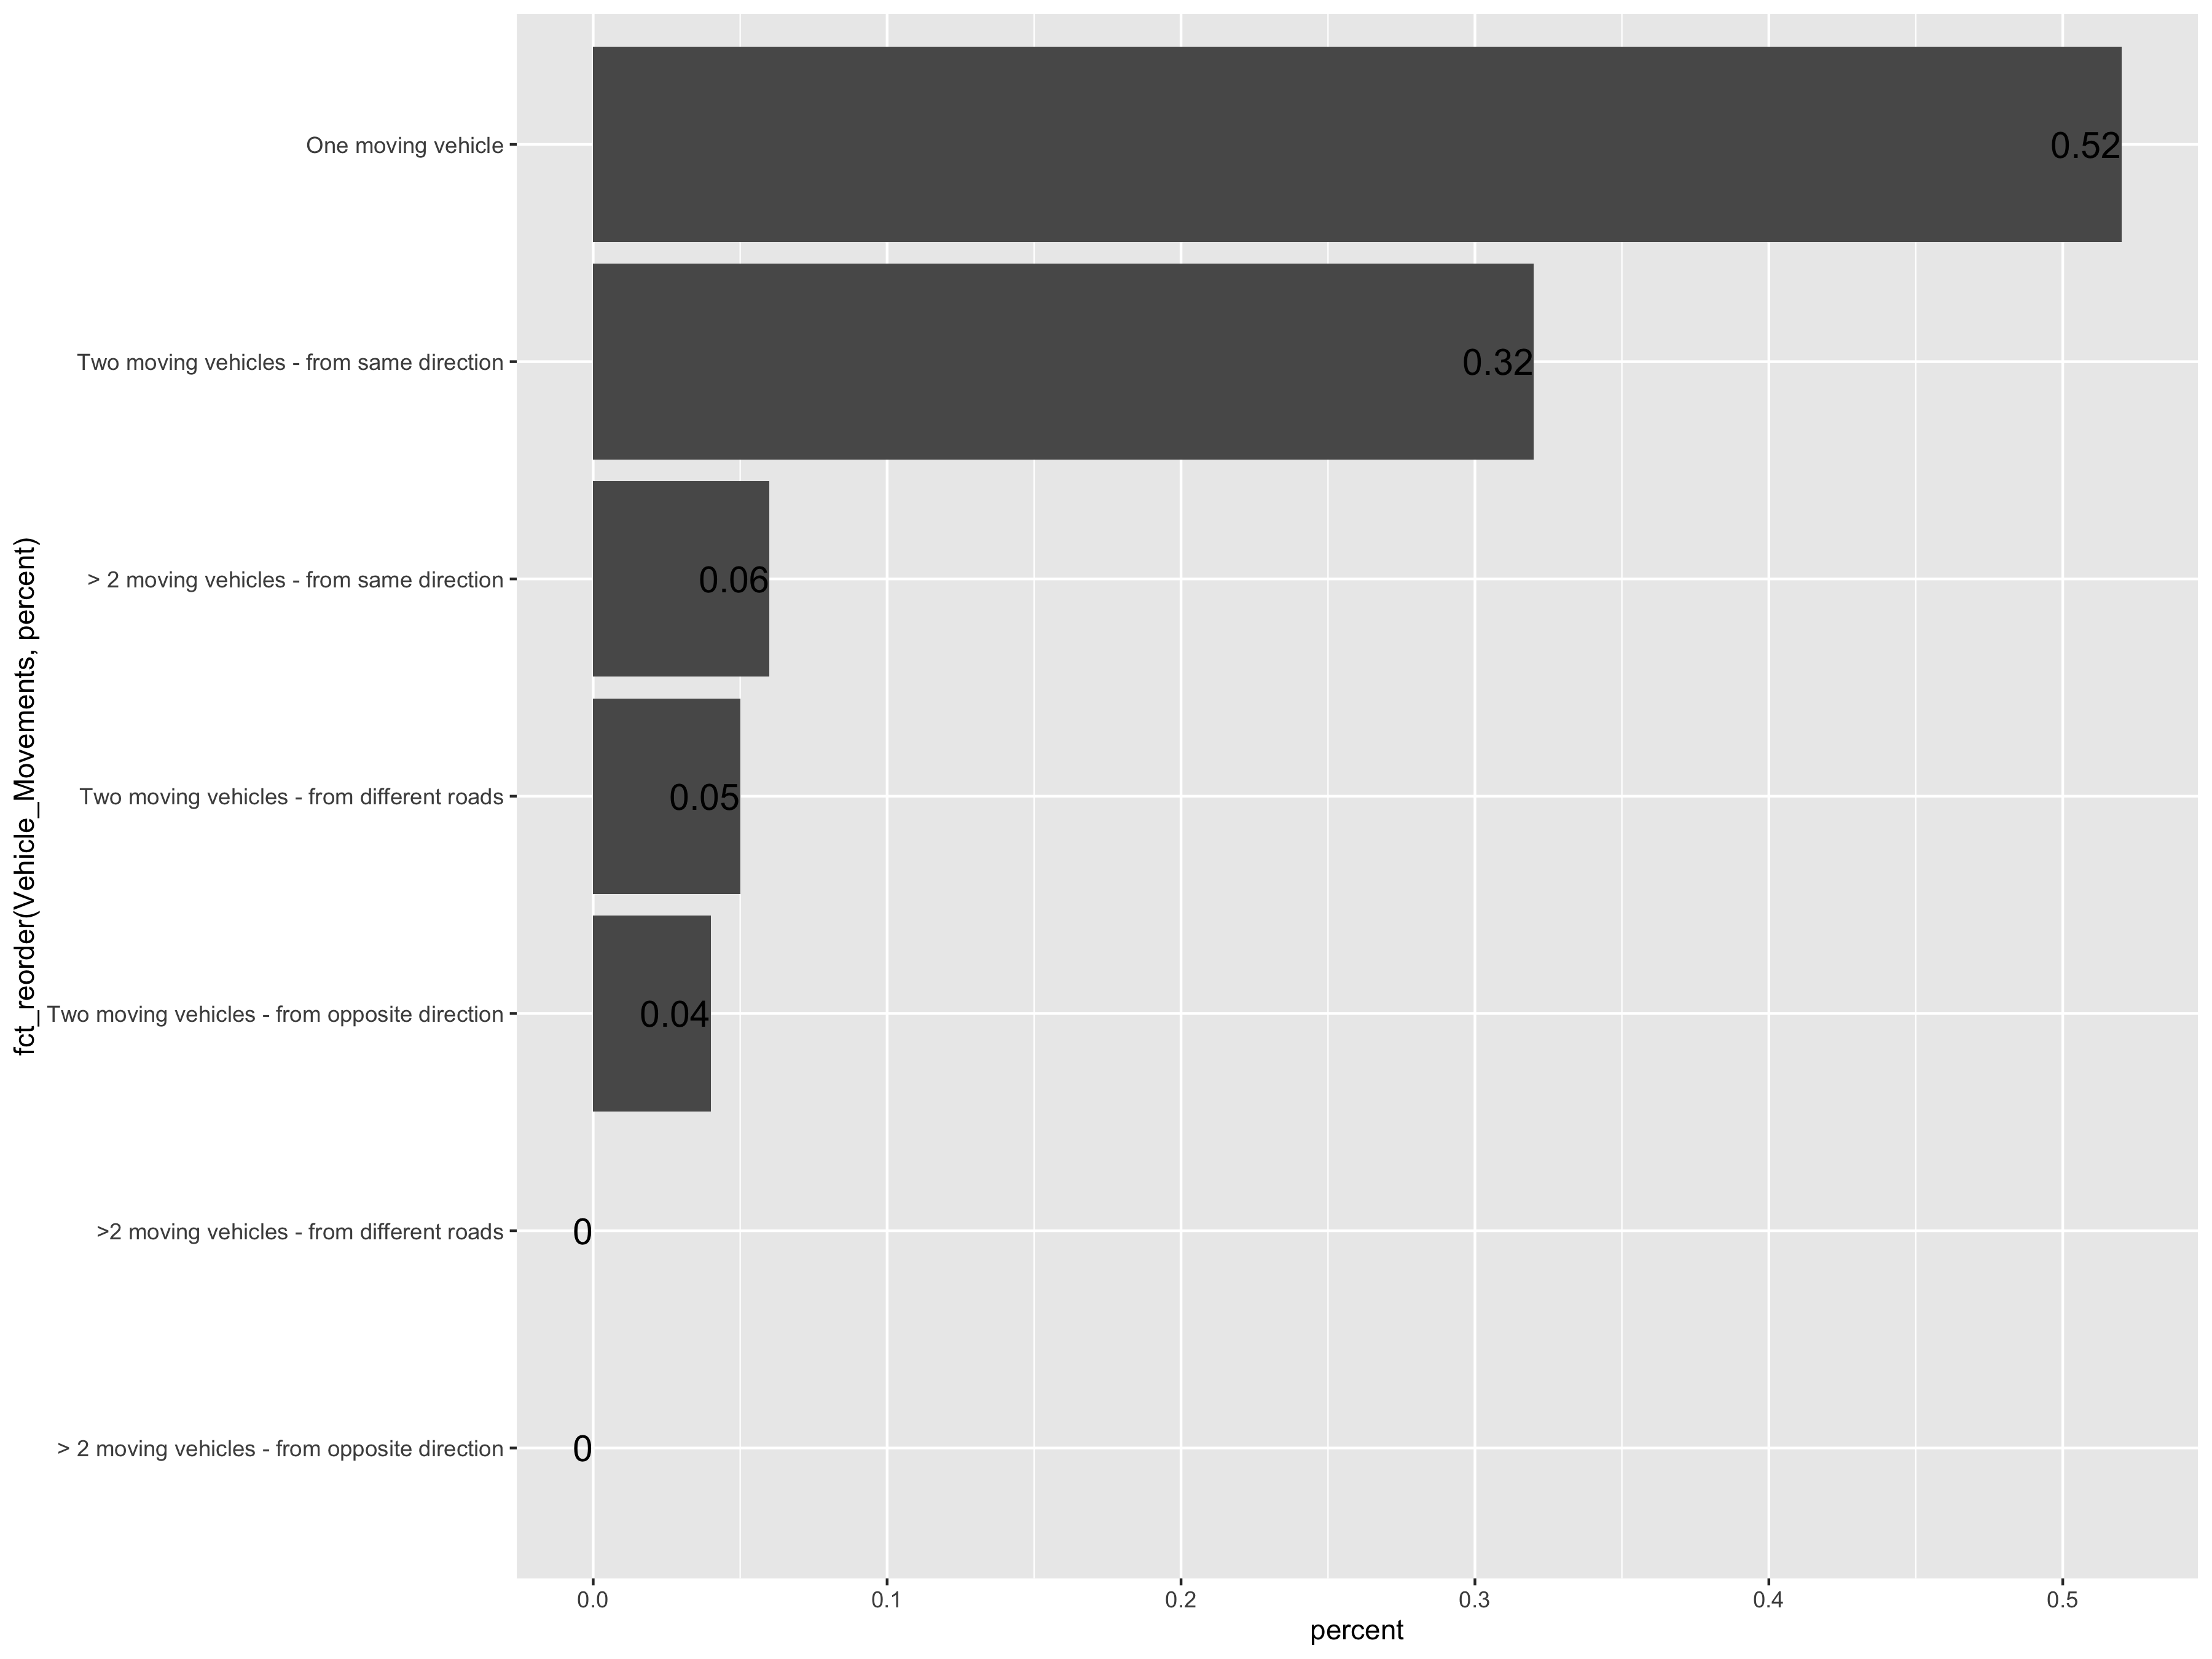 fct_reorder(Vehicle_Movements, percent)
One moving vehicle
0.52
Two moving vehicles - from same direction
0.32
> 2 moving vehicles - from same direction
0.06
Two moving vehicles - from different roads
0.05
Two moving vehicles - from opposite direction
0.04
>2 moving vehicles - from different roads
0
> 2 moving vehicles - from opposite direction
0
0.0 0.1 0.2 0.3 0.4 0.5
percent